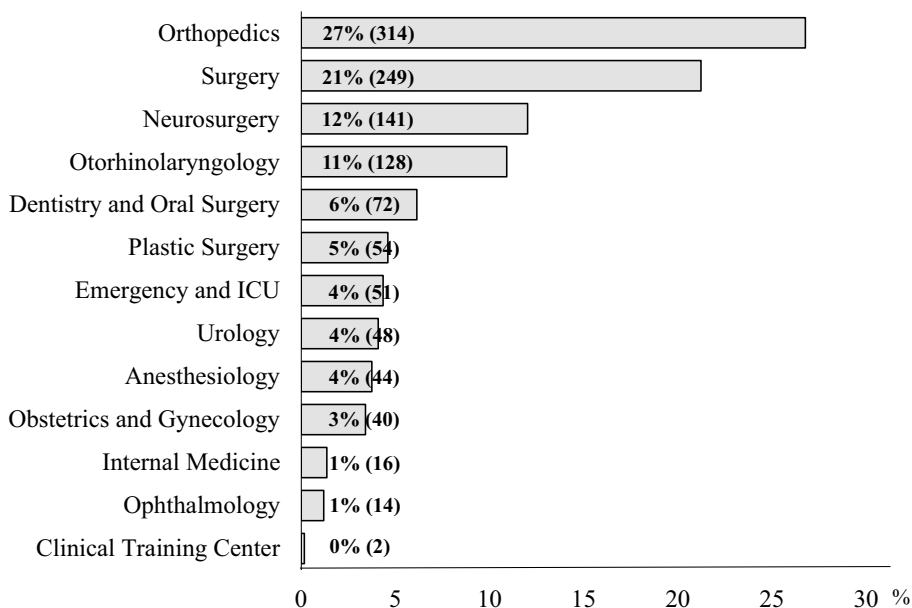 Orthopedics 27% (314)
Surgery 21% (249)
Neurosurgery 12% (141)
Otorhinolaryngology 11% (128)
Dentistry and Oral Surgery 6% (72)
Plastic Surgery 5% (54)
Emergency and ICU 4% (51)
Urology 4% (48)
Anesthesiology 4% (44)
Obstetrics and Gynecology 3% (40)
Internal Medicine 1% (16)
Ophthalmology 1% (14)
Clinical Training Center 0% (2)
0 5 10 15 20 25 30 %